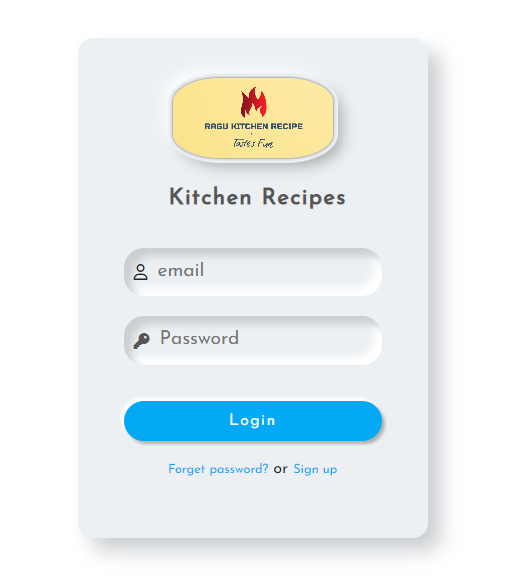 RAGU KITCHEN RECIPE
Taste's Fun
Kitchen Recipes
email
Password
Login
Forget password? or Sign up